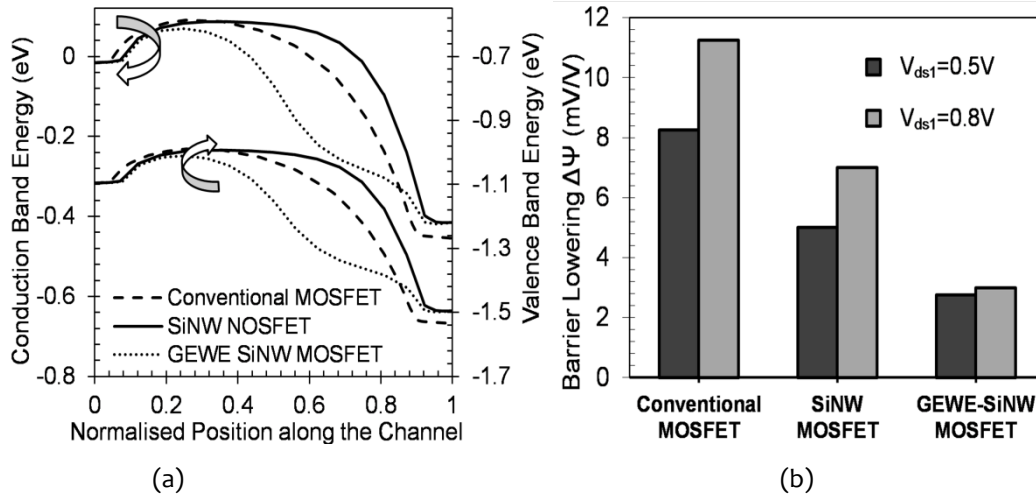 Conduction Band Energy (eV)
0
-0.2
-0.4
-0.6
-0.8
-0.7
-0.9
-1.1
-1.3
-1.5
-1.7
Valence Band Energy (eV)
Conventional MOSFET
SiNW NOSFET
GEWE SiNW MOSFET
0 0.2 0.4 0.6 0.8 1
Normalised Position along the Channel
(a)
Barrier Lowering ΔΨ (mV/V)
12
10
8
6
4
2
0
Vds1=0.5V
Vds1=0.8V
Conventional SiNW GEWE-SiNW
MOSFET MOSFET MOSFET
(b)